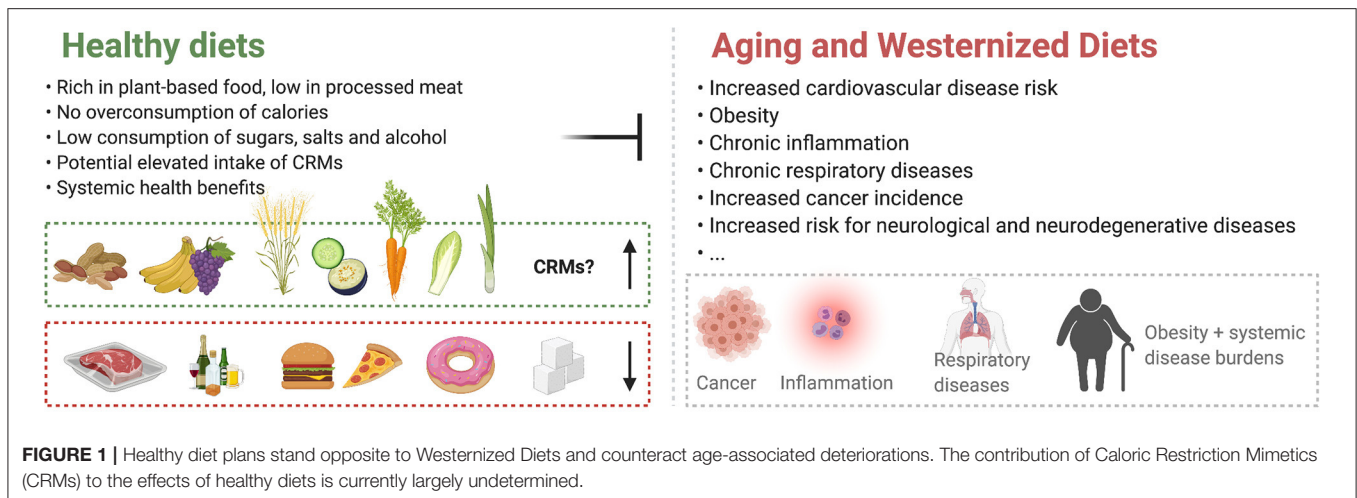 Healthy diets
• Rich in plant-based food, low in processed meat
• No overconsumption of calories
• Low consumption of sugars, salts and alcohol
• Potential elevated intake of CRMs
• Systemic health benefits
CRMs?
Aging and Westernized Diets
• Increased cardiovascular disease risk
• Obesity
• Chronic inflammation
• Chronic respiratory diseases
• Increased cancer incidence
• Increased risk for neurological and neurodegenerative diseases
• ...
Cancer
Inflammation
Respiratory
diseases
Obesity + systemic
disease burdens
FIGURE 1 | Healthy diet plans stand opposite to Westernized Diets and counteract age-associated deteriorations. The contribution of Caloric Restriction Mimetics
(CRMs) to the effects of healthy diets is currently largely undetermined.